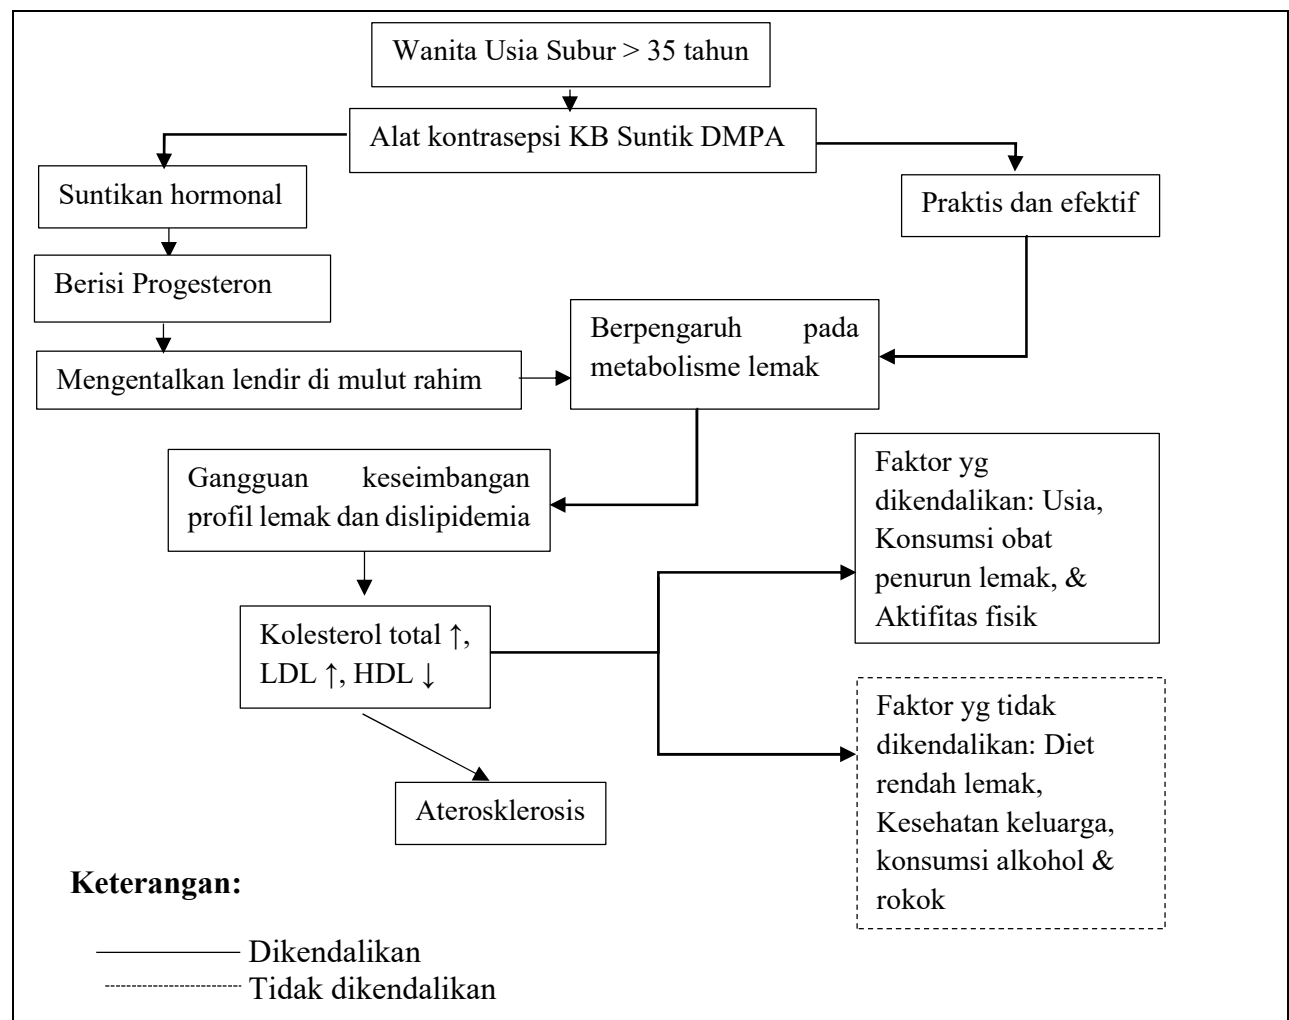 Wanita Usia Subur > 35 tahun
Alat kontrasepsi KB Suntik DMPA
Suntikan hormonal
Praktis dan efektif
Berisi Progesteron
Berpengaruh pada
metabolisme lemak
Mengentalkan lendir di mulut rahim
Gangguan keseimbangan
profil lemak dan dislipidemia
Faktor yg
dikendalikan: Usia,
Konsumsi obat
penurun lemak, &
Aktifitas fisik
Kolesterol total ↑,
LDL ↑, HDL ↓
Faktor yg tidak
dikendalikan: Diet
rendah lemak,
Kesehatan keluarga,
konsumsi alkohol &
rokok
Aterosklerosis
Keterangan:
Dikendalikan
Tidak dikendalikan